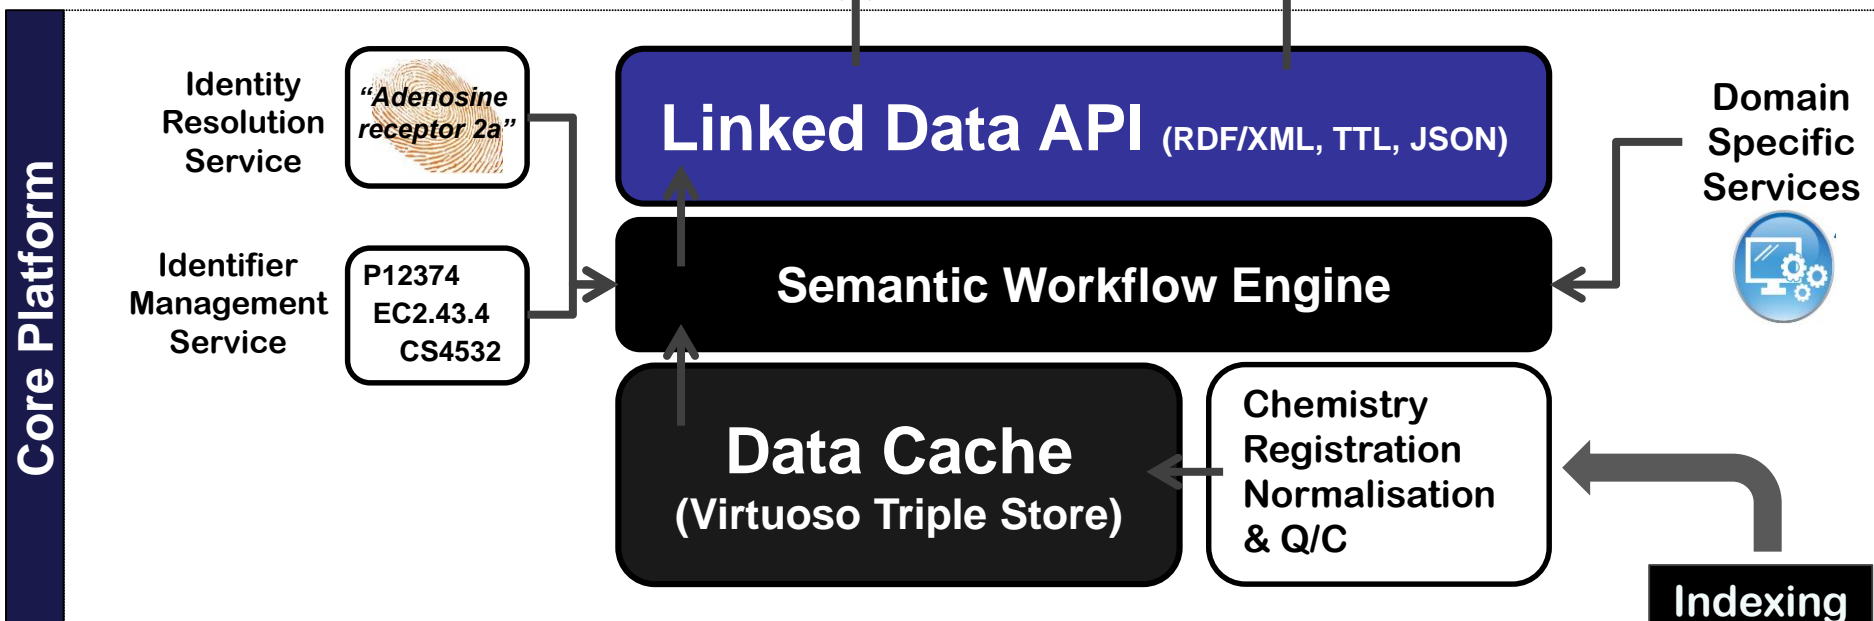 Core Platform
Identity
Resolution
Service
“Adenosine
receptor 2a”
Linked Data API (RDF/XML, TTL, JSON)
Domain
Specific
Services
Identifier
Management
Service
P12374
EC2.43.4
CS4532
Semantic Workflow Engine
Data Cache
(Virtuoso Triple Store)
Chemistry
Registration
Normalisation
& Q/C
Indexing